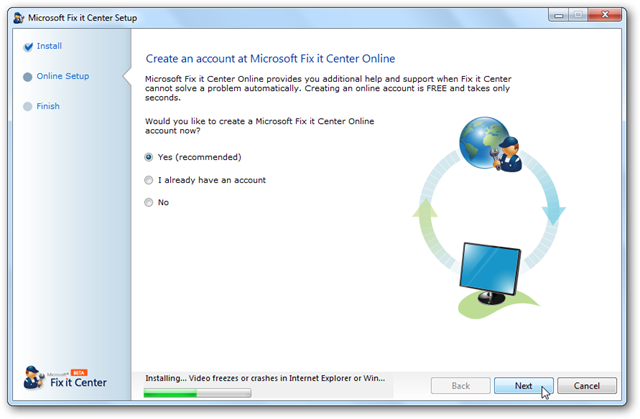 Microsoft Fix it Center Setup
Install
Online Setup
Finish
Create an account at Microsoft Fix it Center Online
Microsoft Fix it Center Online provides you additional help and support when Fix it Center
cannot solve a problem automatically. Creating an online account is FREE and takes only
seconds.
Would you like to create a Microsoft Fix it Center Online
account now?
Yes (recommended)
I already have an account
No
Microsoft® BETA
Fix it Center
Installing... Video freezes or crashes in Internet Explorer or Win...
Back
Next
Cancel